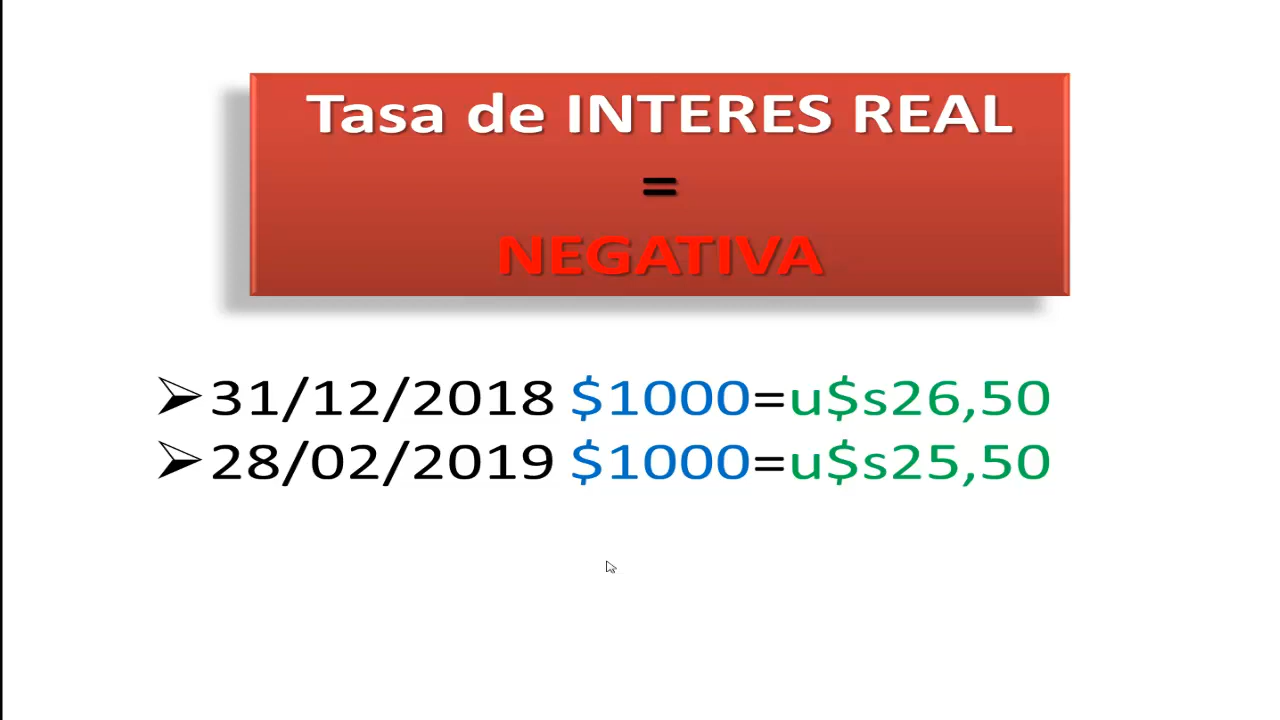 Tasa de INTERES REAL
=
NEGATIVA
➢31/12/2018 $1000=u$s26,50
➢28/02/2019 $1000=u$s25,50